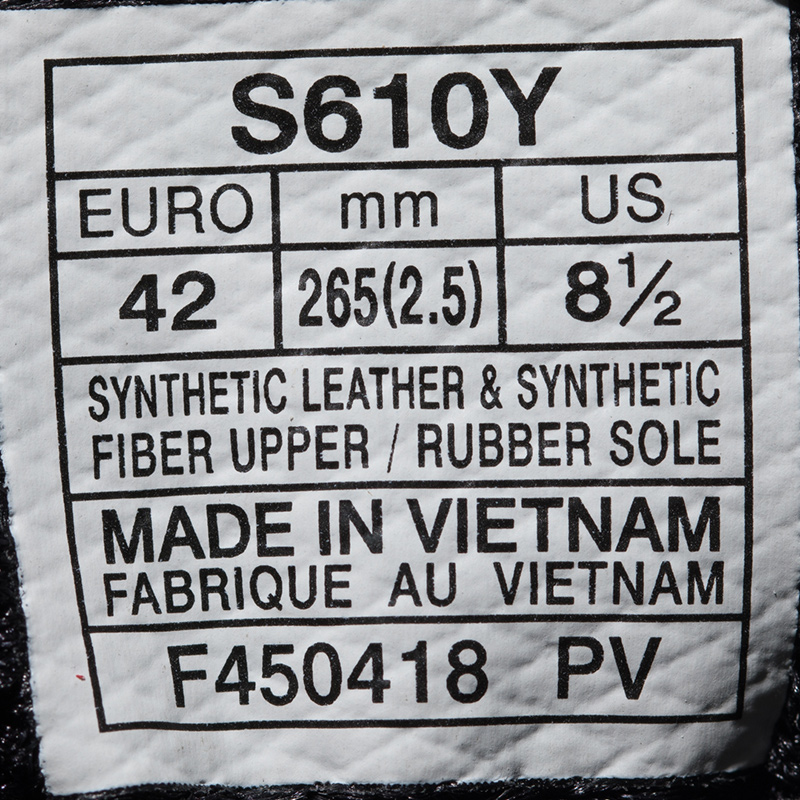 S610Y
EURO mm US
42 265(2.5) 8½
SYNTHETIC LEATHER & SYNTHETIC
FIBER UPPER / RUBBER SOLE
MADE IN VIETNAM
FABRIQUE AU VIETNAM
F450418 PV